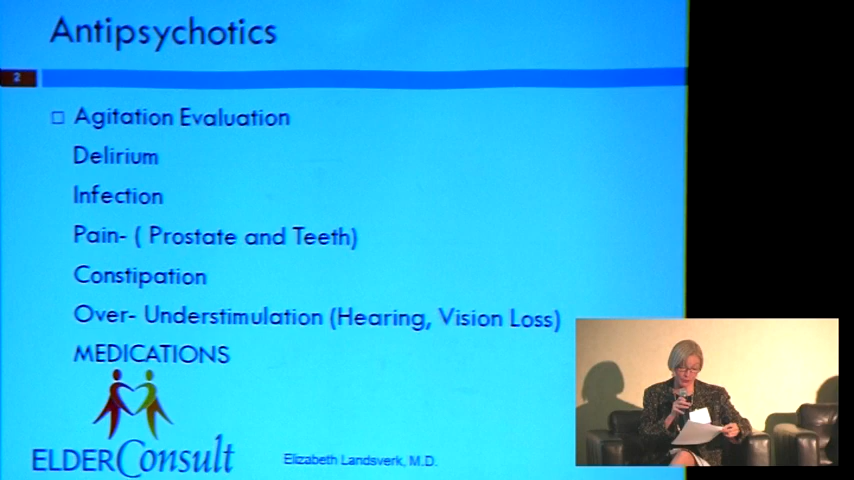 Antipsychotics
2
□ Agitation Evaluation
Delirium
Infection
Pain- ( Prostate and Teeth)
Constipation
Over- Understimulation (Hearing, Vision Loss)
MEDICATIONS
ELDERConsult
Elizabeth Landsverk, M.D.